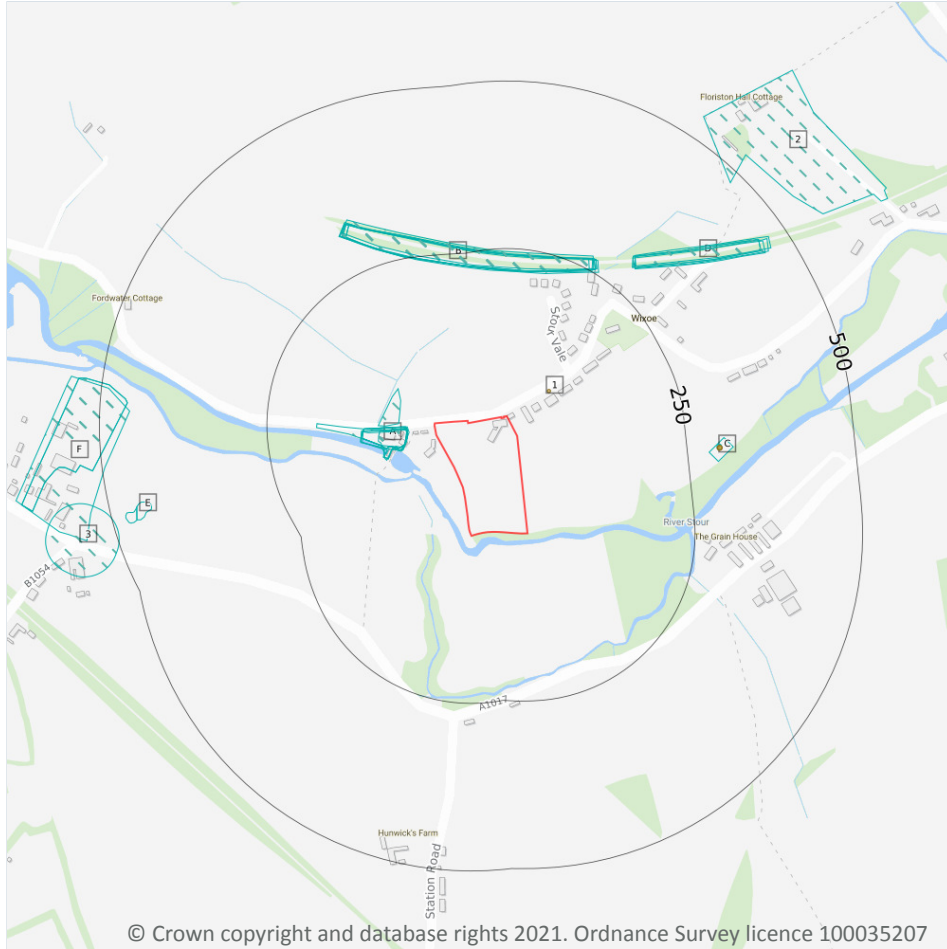 Floriston Hall Cottage
2
B
D
Fordwater Cottage
Wixoe
Stour Vale
500
1
250
A
C
F
E
River Stour
The Grain House
3
B1054
A1017
Hunwick's Farm
Station Road
© Crown copyright and database rights 2021. Ordnance Survey licence 100035207